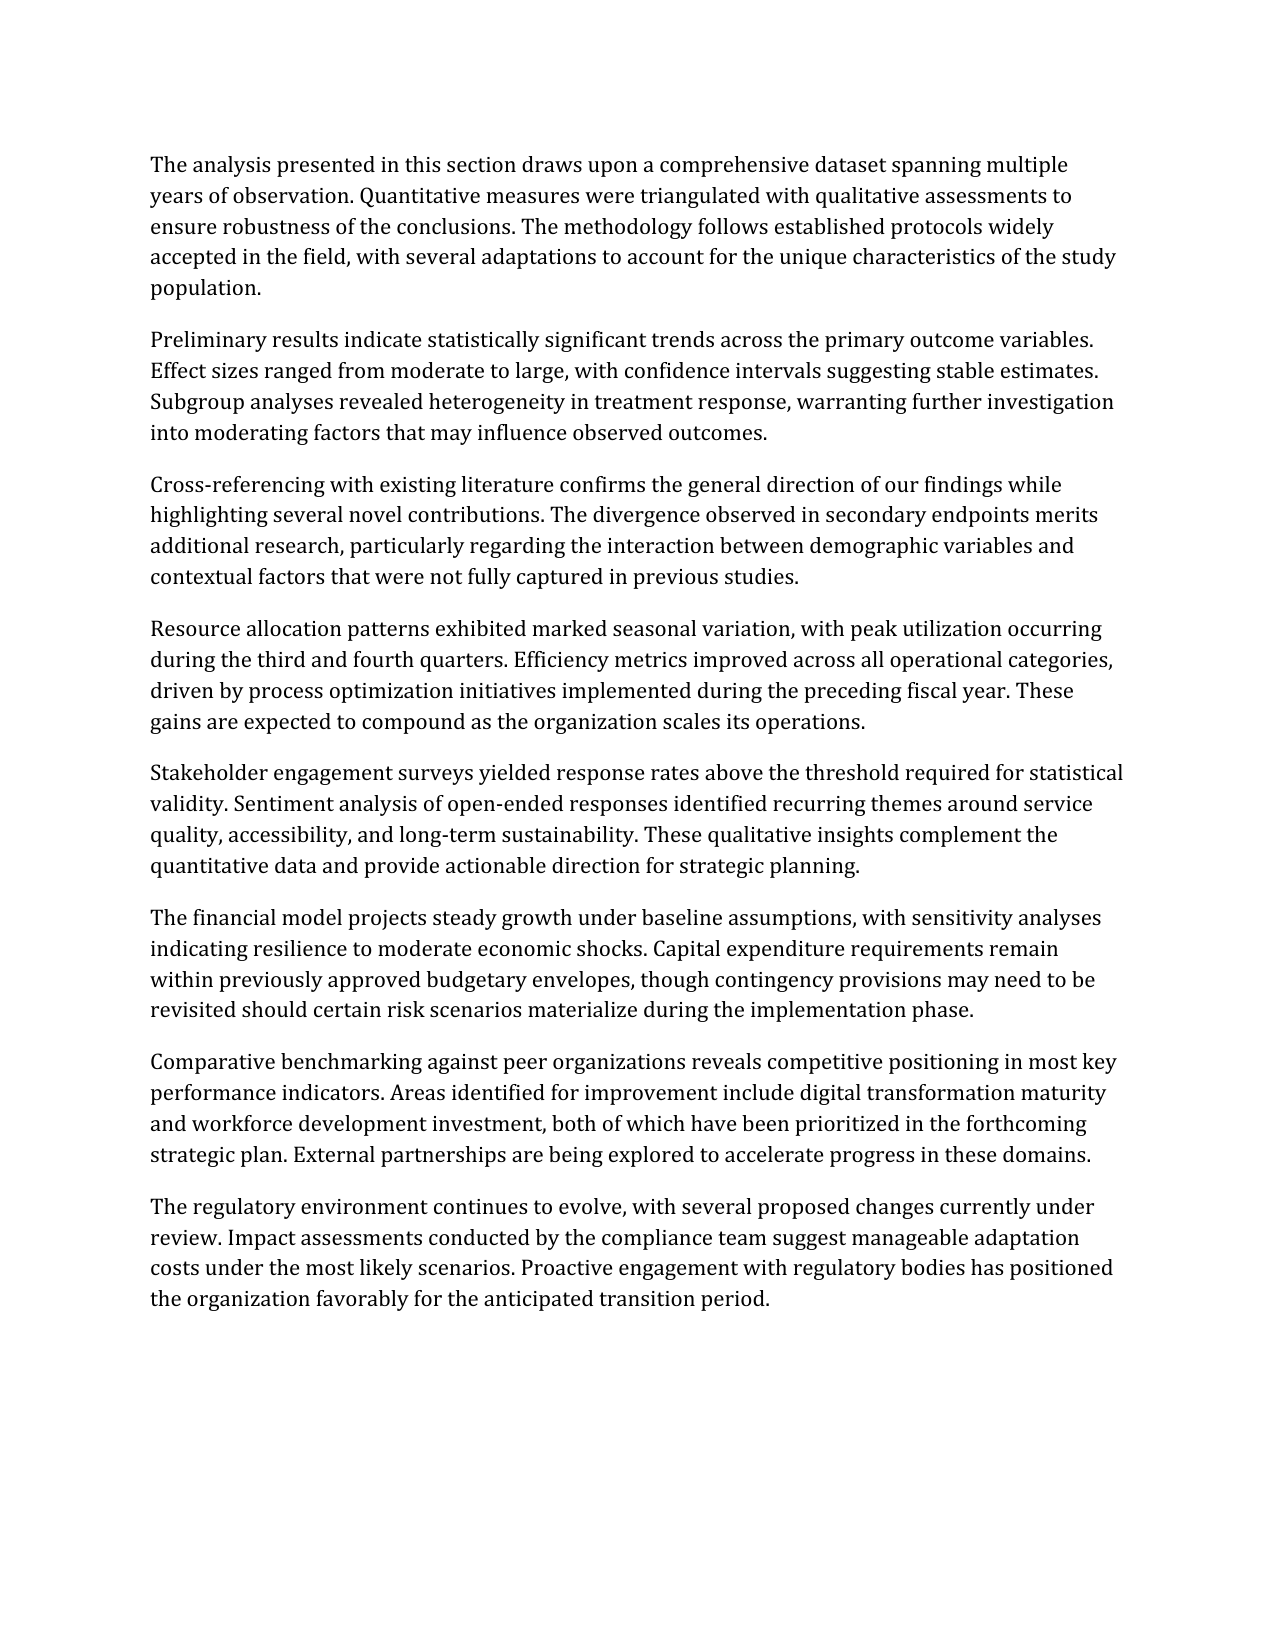 The analysis presented in this section draws upon a comprehensive dataset spanning multiple
years of observation. Quantitative measures were triangulated with qualitative assessments to
ensure robustness of the conclusions. The methodology follows established protocols widely
accepted in the field, with several adaptations to account for the unique characteristics of the study
population.
Preliminary results indicate statistically significant trends across the primary outcome variables.
Effect sizes ranged from moderate to large, with confidence intervals suggesting stable estimates.
Subgroup analyses revealed heterogeneity in treatment response, warranting further investigation
into moderating factors that may influence observed outcomes.
Cross-referencing with existing literature confirms the general direction of our findings while
highlighting several novel contributions. The divergence observed in secondary endpoints merits
additional research, particularly regarding the interaction between demographic variables and
contextual factors that were not fully captured in previous studies.
Resource allocation patterns exhibited marked seasonal variation, with peak utilization occurring
during the third and fourth quarters. Efficiency metrics improved across all operational categories,
driven by process optimization initiatives implemented during the preceding fiscal year. These
gains are expected to compound as the organization scales its operations.
Stakeholder engagement surveys yielded response rates above the threshold required for statistical
validity. Sentiment analysis of open-ended responses identified recurring themes around service
quality, accessibility, and long-term sustainability. These qualitative insights complement the
quantitative data and provide actionable direction for strategic planning.
The financial model projects steady growth under baseline assumptions, with sensitivity analyses
indicating resilience to moderate economic shocks. Capital expenditure requirements remain
within previously approved budgetary envelopes, though contingency provisions may need to be
revisited should certain risk scenarios materialize during the implementation phase.
Comparative benchmarking against peer organizations reveals competitive positioning in most key
performance indicators. Areas identified for improvement include digital transformation maturity
and workforce development investment, both of which have been prioritized in the forthcoming
strategic plan. External partnerships are being explored to accelerate progress in these domains.
The regulatory environment continues to evolve, with several proposed changes currently under
review. Impact assessments conducted by the compliance team suggest manageable adaptation
costs under the most likely scenarios. Proactive engagement with regulatory bodies has positioned
the organization favorably for the anticipated transition period.